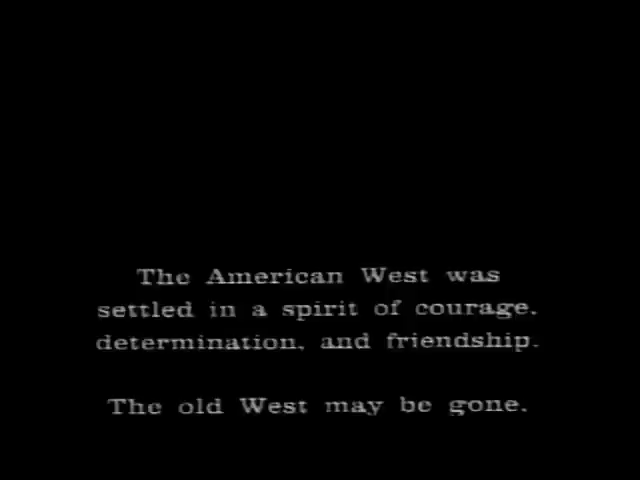 The American West was
settled in a spirit of courage,
determination, and friendship.
The old West may be gone.